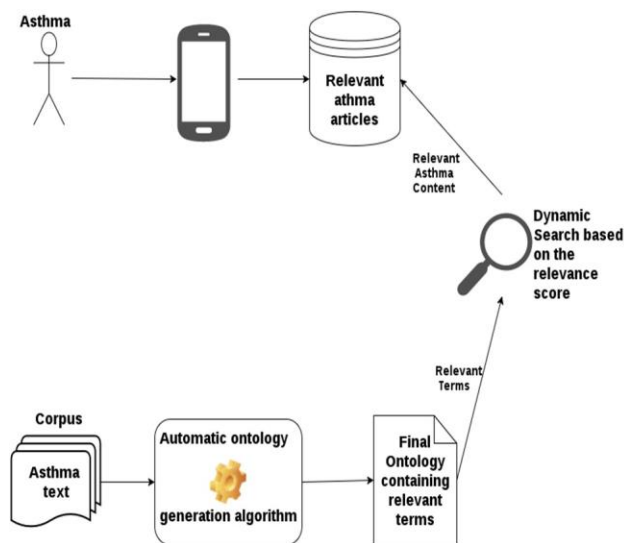 Asthma
Relevant
athma
articles
Relevant
Asthma
Content
Dynamic
Search based
on the
relevance
score
Relevant
Terms
Corpus
Asthma
text
Automatic ontology
generation algorithm
Final
Ontology
containing
relevant
terms